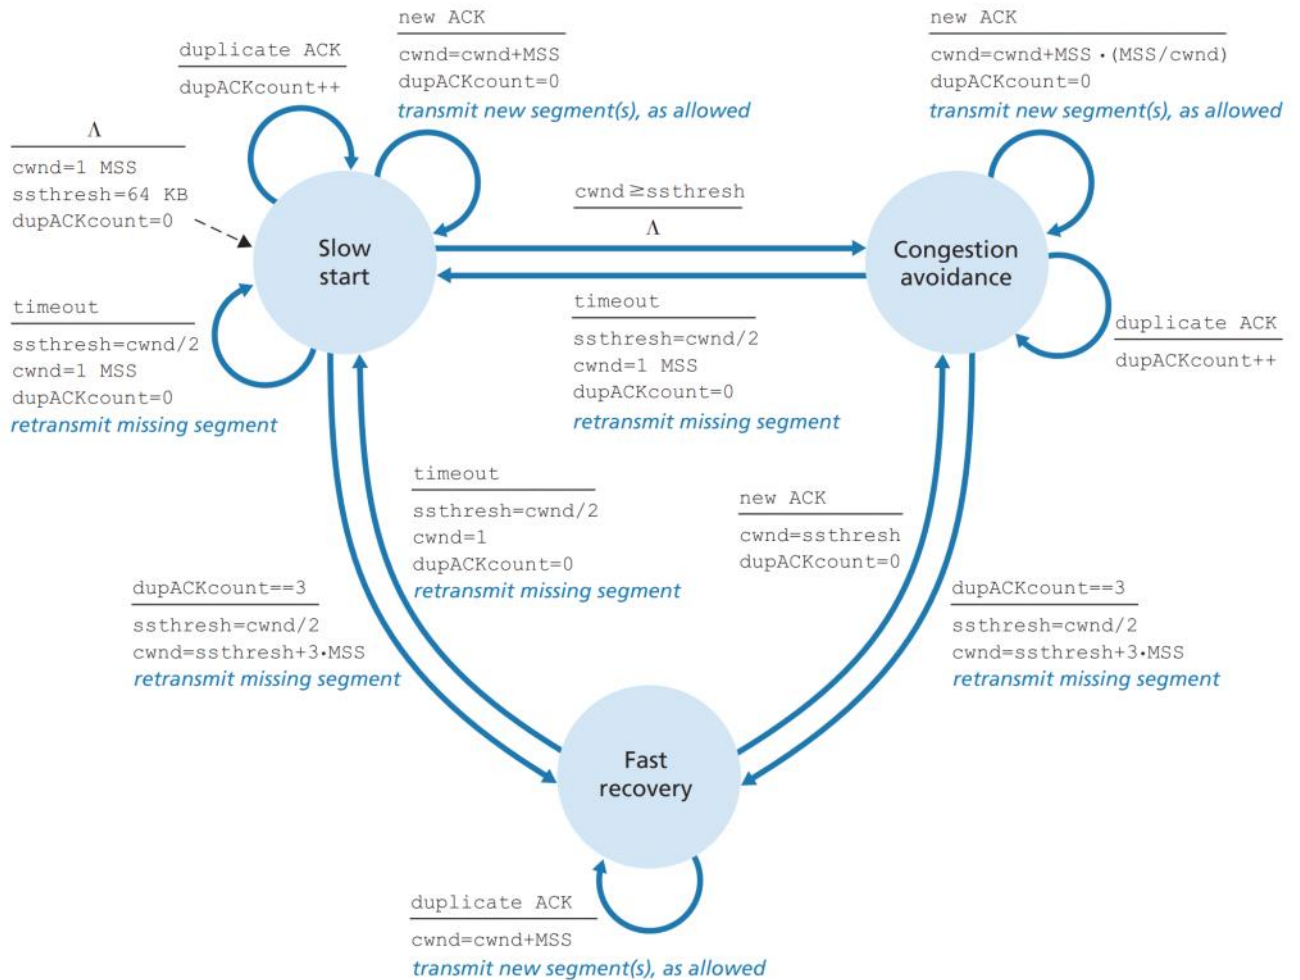 new ACK
cwnd=cwnd+MSS
dupACKcount=0
transmit new segment(s), as allowed
new ACK
cwnd=cwnd+MSS·(MSS/cwnd)
dupACKcount=0
transmit new segment(s), as allowed
duplicate ACK
dupACKcount++
Λ
cwnd=1 MSS
ssthresh=64 KB
dupACKcount=0
cwnd≥ssthresh
Λ
Slow
start
Congestion
avoidance
timeout
ssthresh=cwnd/2
cwnd=1 MSS
dupACKcount=0
retransmit missing segment
timeout
ssthresh=cwnd/2
cwnd=1 MSS
dupACKcount=0
retransmit missing segment
duplicate ACK
dupACKcount++
timeout
ssthresh=cwnd/2
cwnd=1
dupACKcount=0
retransmit missing segment
new ACK
cwnd=ssthresh
dupACKcount=0
dupACKcount==3
ssthresh=cwnd/2
cwnd=ssthresh+3·MSS
retransmit missing segment
dupACKcount==3
ssthresh=cwnd/2
cwnd=ssthresh+3·MSS
retransmit missing segment
Fast
recovery
duplicate ACK
cwnd=cwnd+MSS
transmit new segment(s), as allowed